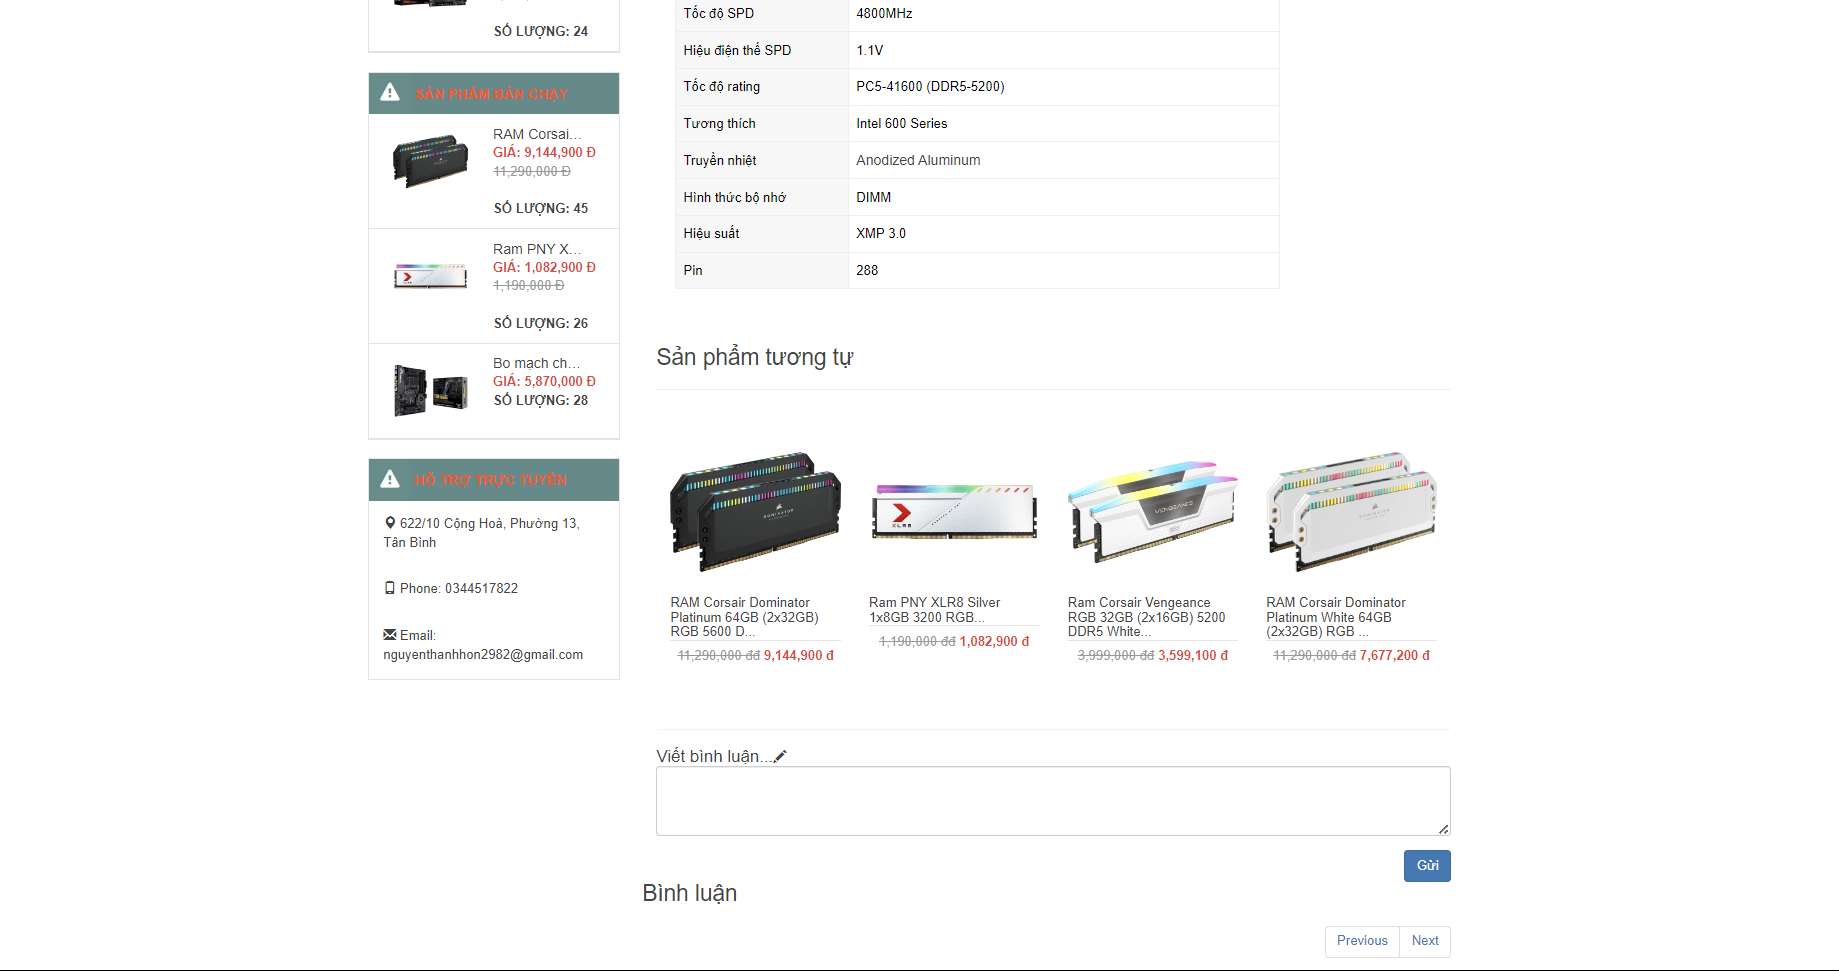 SỐ LƯỢNG: 24
SẢN PHẨM BÁN CHẠY
RAM Corsai...
GIÁ: 9,144,900 Đ
11,290,000 Đ
SỐ LƯỢNG: 45
Ram PNY X...
GIÁ: 1,082,900 Đ
1,190,000 Đ
SỐ LƯỢNG: 26
Bo mạch ch...
GIÁ: 5,870,000 Đ
SỐ LƯỢNG: 28
HỖ TRỢ TRỰC TUYẾN
622/10 Cộng Hoà, Phường 13,
Tân Bình
Phone: 0344517822
Email:
nguyenthanhhon2982@gmail.com
Tốc độ SPD 4800MHz
Hiệu điện thế SPD 1.1V
Tốc độ rating PC5-41600 (DDR5-5200)
Tương thích Intel 600 Series
Truyền nhiệt Anodized Aluminum
Hình thức bộ nhớ DIMM
Hiệu suất XMP 3.0
Pin 288
Sản phẩm tương tự
DOMINATOR
XLR8
VENGEANCE
DOMINATOR
RAM Corsair Dominator
Platinum 64GB (2x32GB)
RGB 5600 D...
11,290,000 đđ 9,144,900 đ
Ram PNY XLR8 Silver
1x8GB 3200 RGB...
1,190,000 đđ 1,082,900 đ
Ram Corsair Vengeance
RGB 32GB (2x16GB) 5200
DDR5 White...
3,999,000 đđ 3,599,100 đ
RAM Corsair Dominator
Platinum White 64GB
(2x32GB) RGB ...
11,290,000 đđ 7,677,200 đ
Viết bình luận...
Gửi
Bình luận
Previous Next